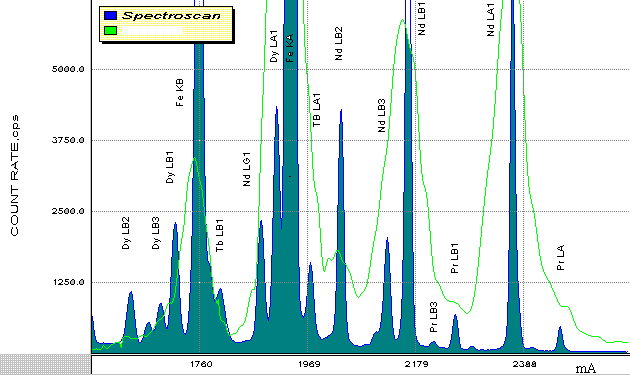 Spectroscan
COUNT RATE,cps
5000.0
3750.0
2500.0
1250.0
Dy LB2
Dy LB3
Dy LB1
Fe KB
Tb LB1
Nd LG1
Dy LA1
Fe KA
TB LA1
Nd LB2
Nd LB3
Nd LB1
Pr LB3
Pr LB1
Nd LA1
Pr LA
1760
1969
2179
2388
mA